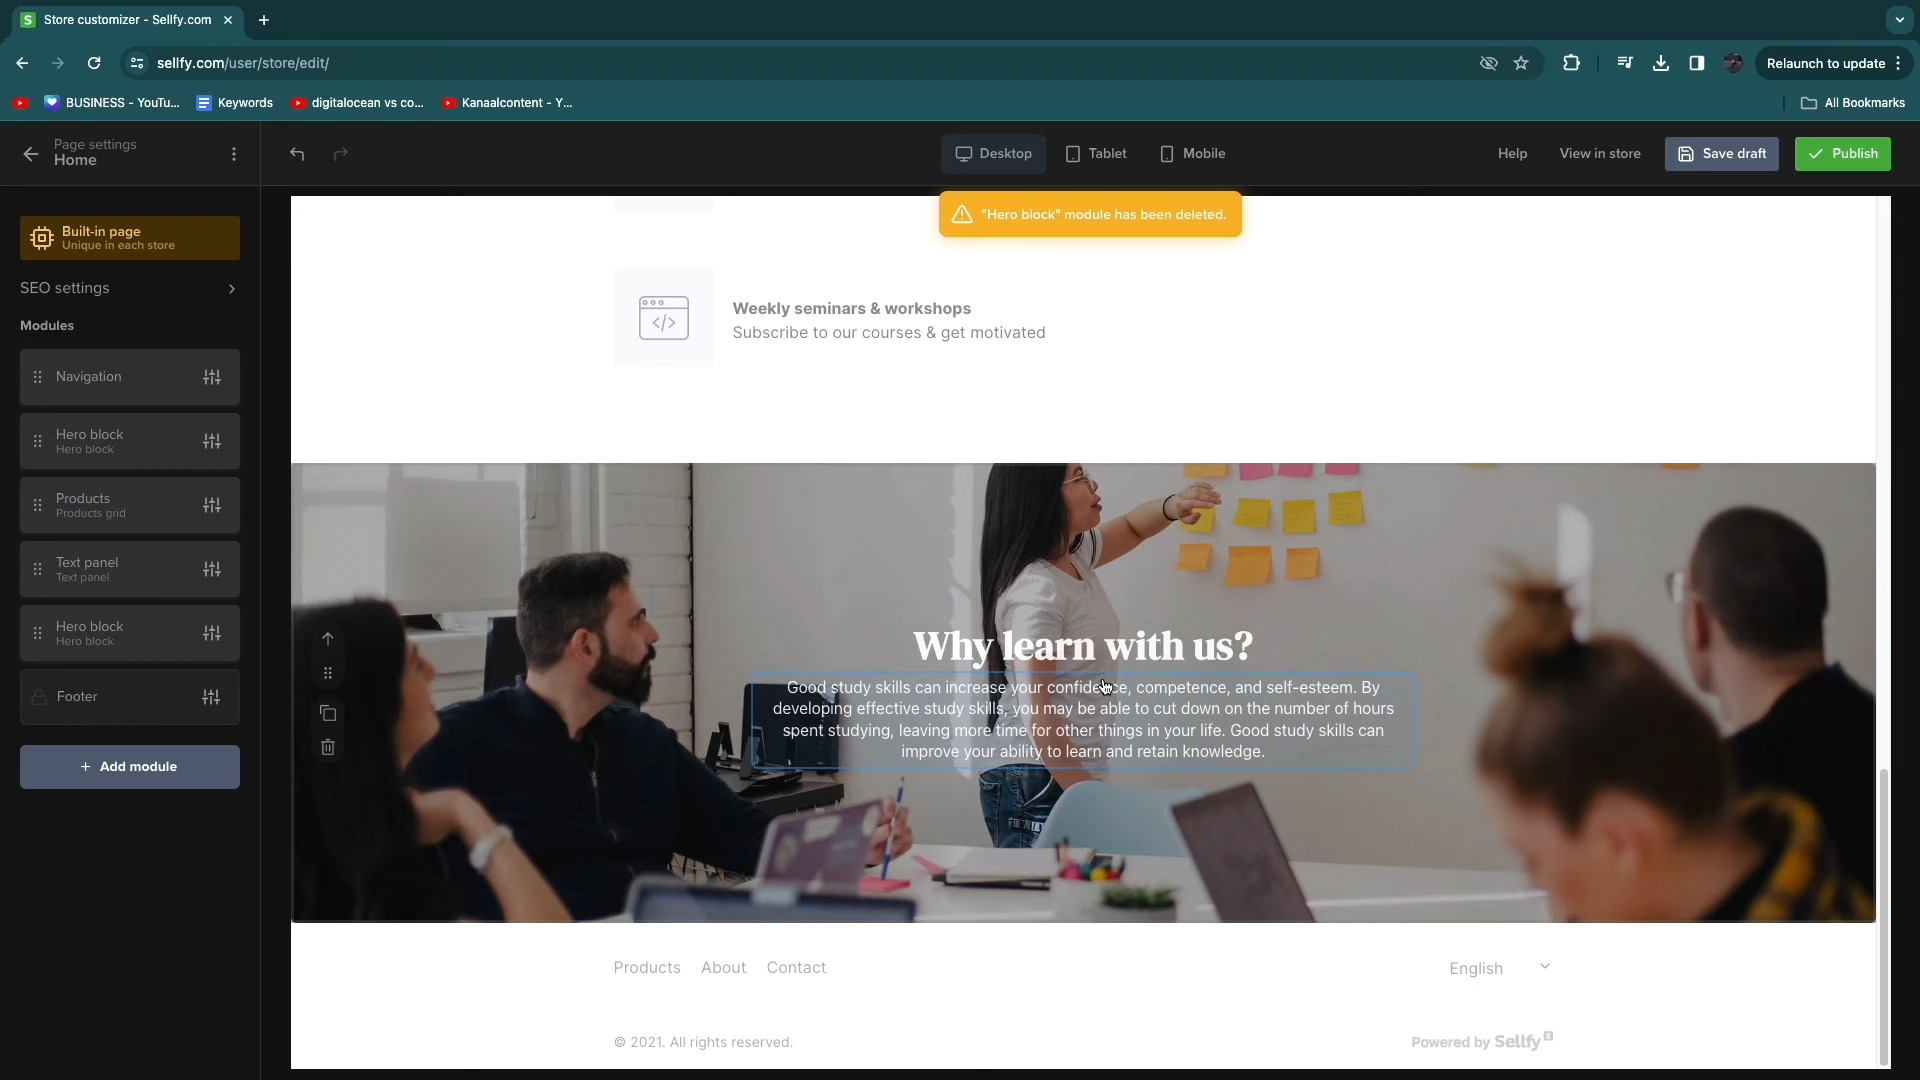 Store customizer - Sellfy.com
sellfy.com/user/store/edit/
Relaunch to update
BUSINESS - YouTu...
Keywords
digitalocean vs co...
Kanaalcontent - Y...
All Bookmarks
Page settings
Home
Desktop
Tablet
Mobile
Help
View in store
Save draft
Publish
"Hero block" module has been deleted.
Built-in page
Unique in each store
SEO settings
Modules
Navigation
Hero block
Hero block
Products
Products grid
Text panel
Text panel
Hero block
Hero block
Footer
+ Add module
Weekly seminars & workshops
Subscribe to our courses & get motivated
Why learn with us?
Good study skills can increase your confidence, competence, and self-esteem. By
developing effective study skills, you may be able to cut down on the number of hours
spent studying, leaving more time for other things in your life. Good study skills can
improve your ability to learn and retain knowledge.
Products About Contact
English
© 2021. All rights reserved.
Powered by Sellfy